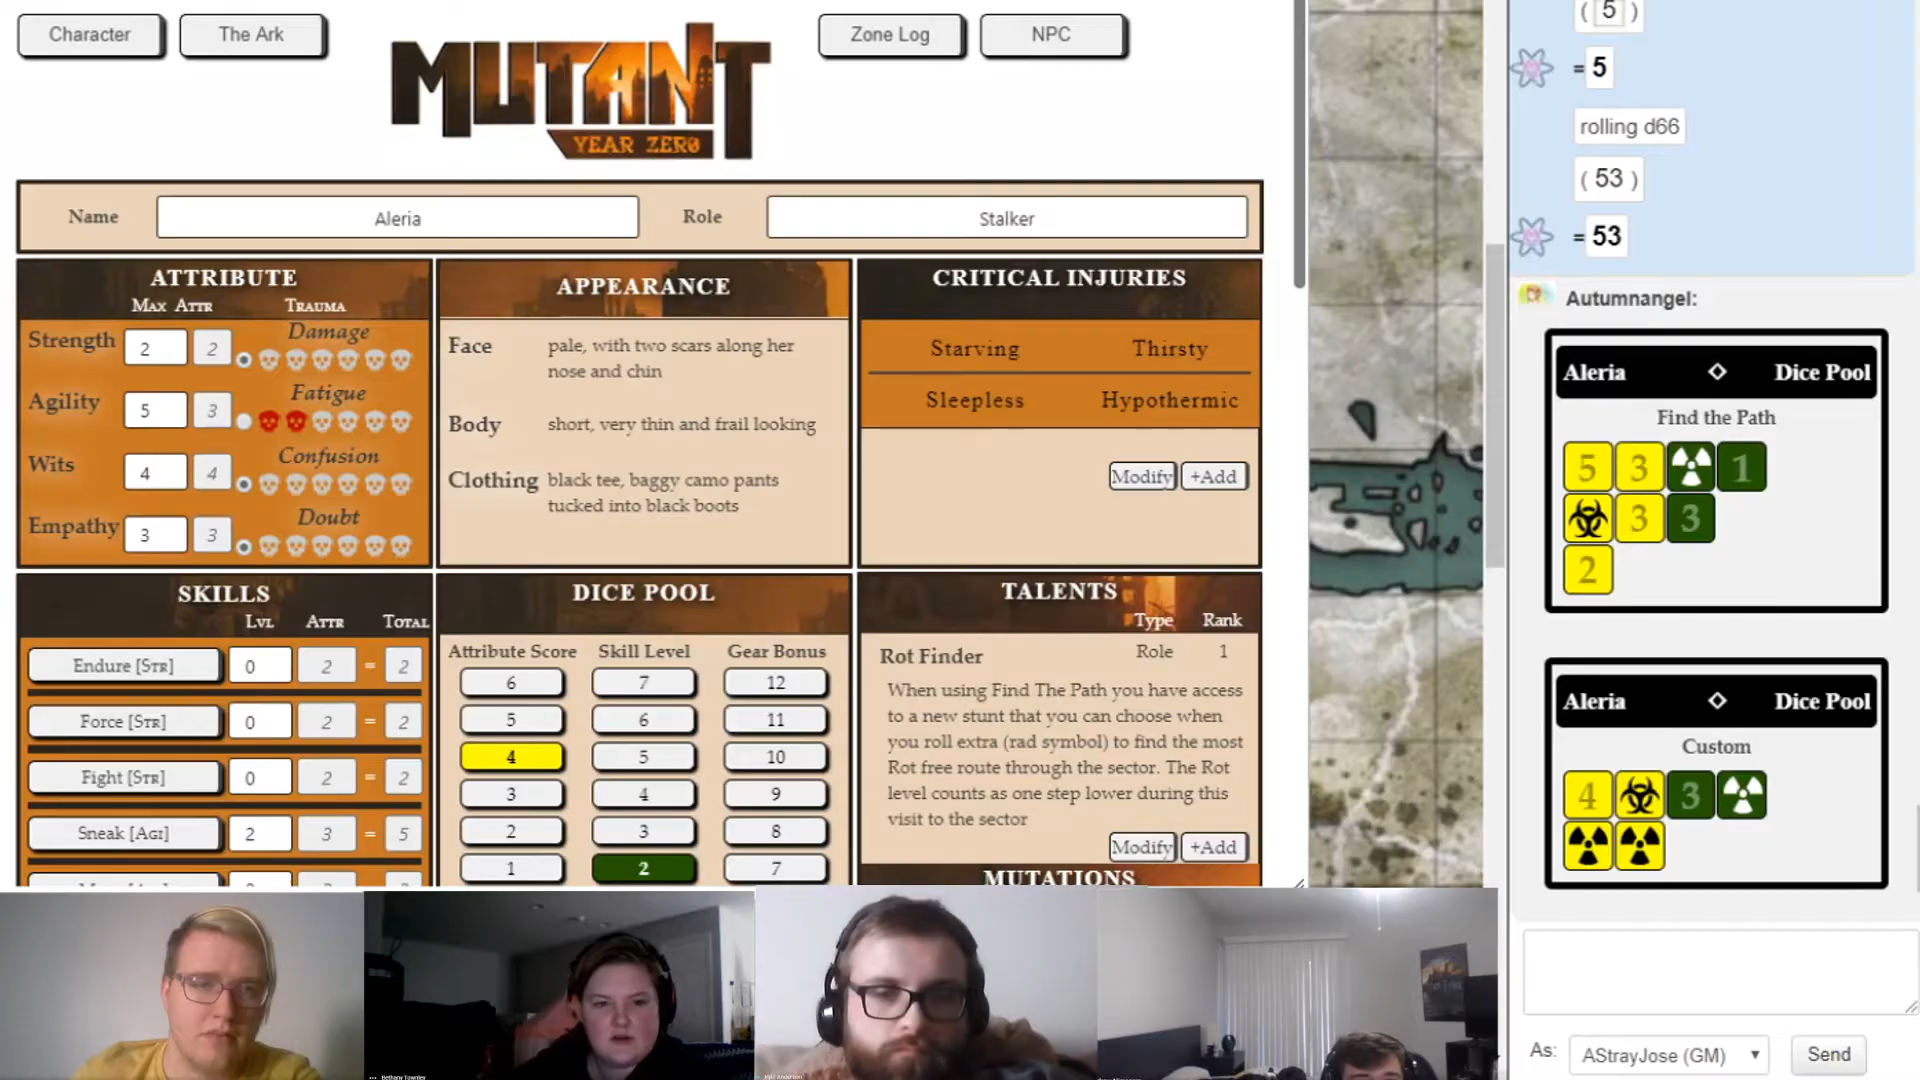 Character
The Ark
MUTANT
YEAR ZERO
Zone Log
NPC
Name
Aleria
Role
Stalker
ATTRIBUTE
Max Attr
Trauma
Strength
2
2
Damage
Agility
5
3
Fatigue
Wits
4
4
Confusion
Empathy
3
3
Doubt
APPEARANCE
Face
pale, with two scars along her
nose and chin
Body
short, very thin and frail looking
Clothing
black tee, baggy camo pants
tucked into black boots
CRITICAL INJURIES
Starving
Thirsty
Sleepless
Hypothermic
Modify
+Add
SKILLS
Lvl
Attr
Total
Endure [Str]
0
2
=
2
Force [Str]
0
2
=
2
Fight [Str]
0
2
=
2
Sneak [Agi]
2
3
=
5
DICE POOL
Attribute Score
Skill Level
Gear Bonus
6
7
12
5
6
11
4
5
10
3
4
9
2
3
8
1
2
7
TALENTS
Type
Rank
Rot Finder
Role
1
When using Find The Path you have access
to a new stunt that you can choose when
you roll extra (rad symbol) to find the most
Rot free route through the sector. The Rot
level counts as one step lower during this
visit to the sector
Modify
+Add
MUTATIONS
( 5 )
= 5
rolling d66
( 53 )
= 53
Autumnangel:
Aleria
Dice Pool
Find the Path
5 3 1
3 3
2
Aleria
Dice Pool
Custom
4 3
As:
AStrayJose (GM)
Send
Bethany Townley